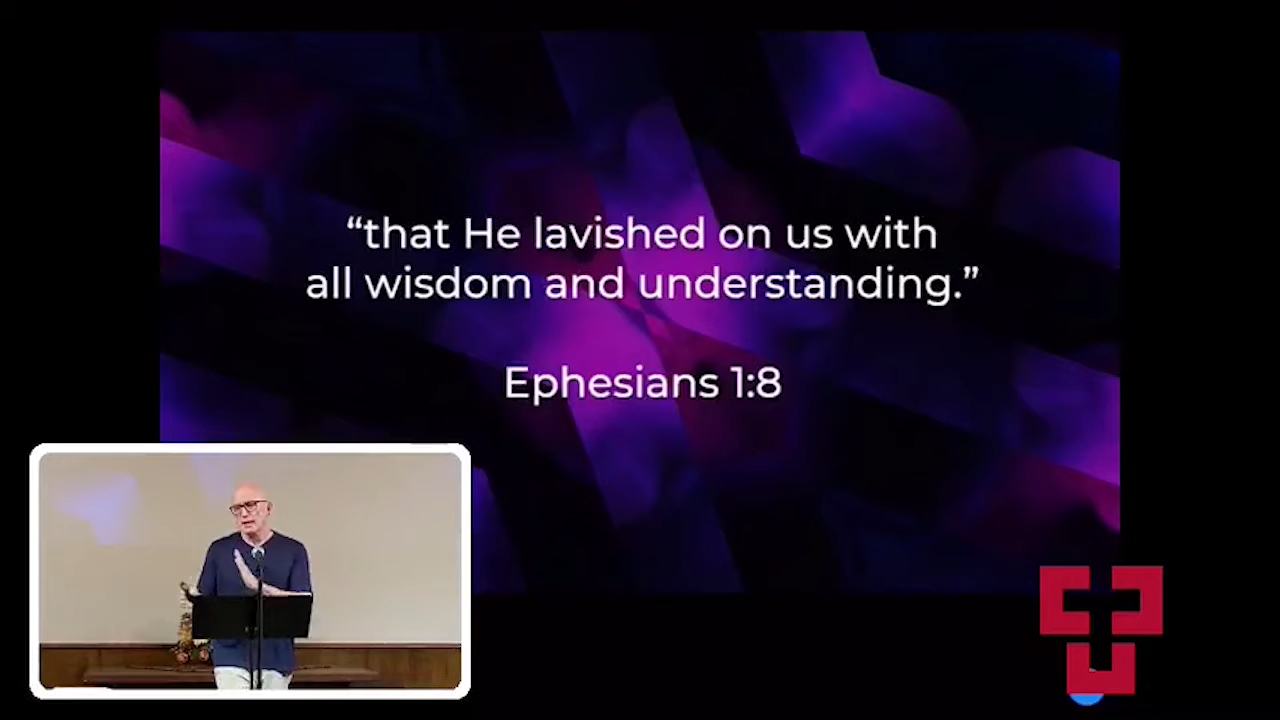 “that He lavished on us with
all wisdom and understanding.”
Ephesians 1:8